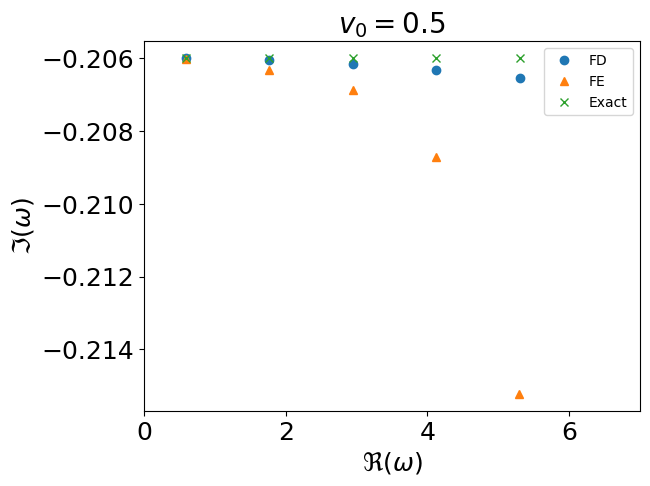 v₀ = 0.5
−0.206
−0.208
−0.210
−0.212
−0.214
ℑ(ω)
0 2 4 6
ℜ(ω)
FD
FE
Exact